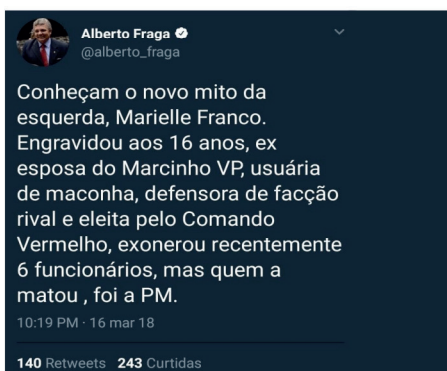 Alberto Fraga
@alberto_fraga
Conheçam o novo mito da
esquerda, Marielle Franco.
Engravidou aos 16 anos, ex
esposa do Marcinho VP, usuária
de maconha, defensora de facção
rival e eleita pelo Comando
Vermelho, exonerou recentemente
6 funcionários, mas quem a
matou , foi a PM.
10:19 PM · 16 mar 18
140 Retweets 243 Curtidas